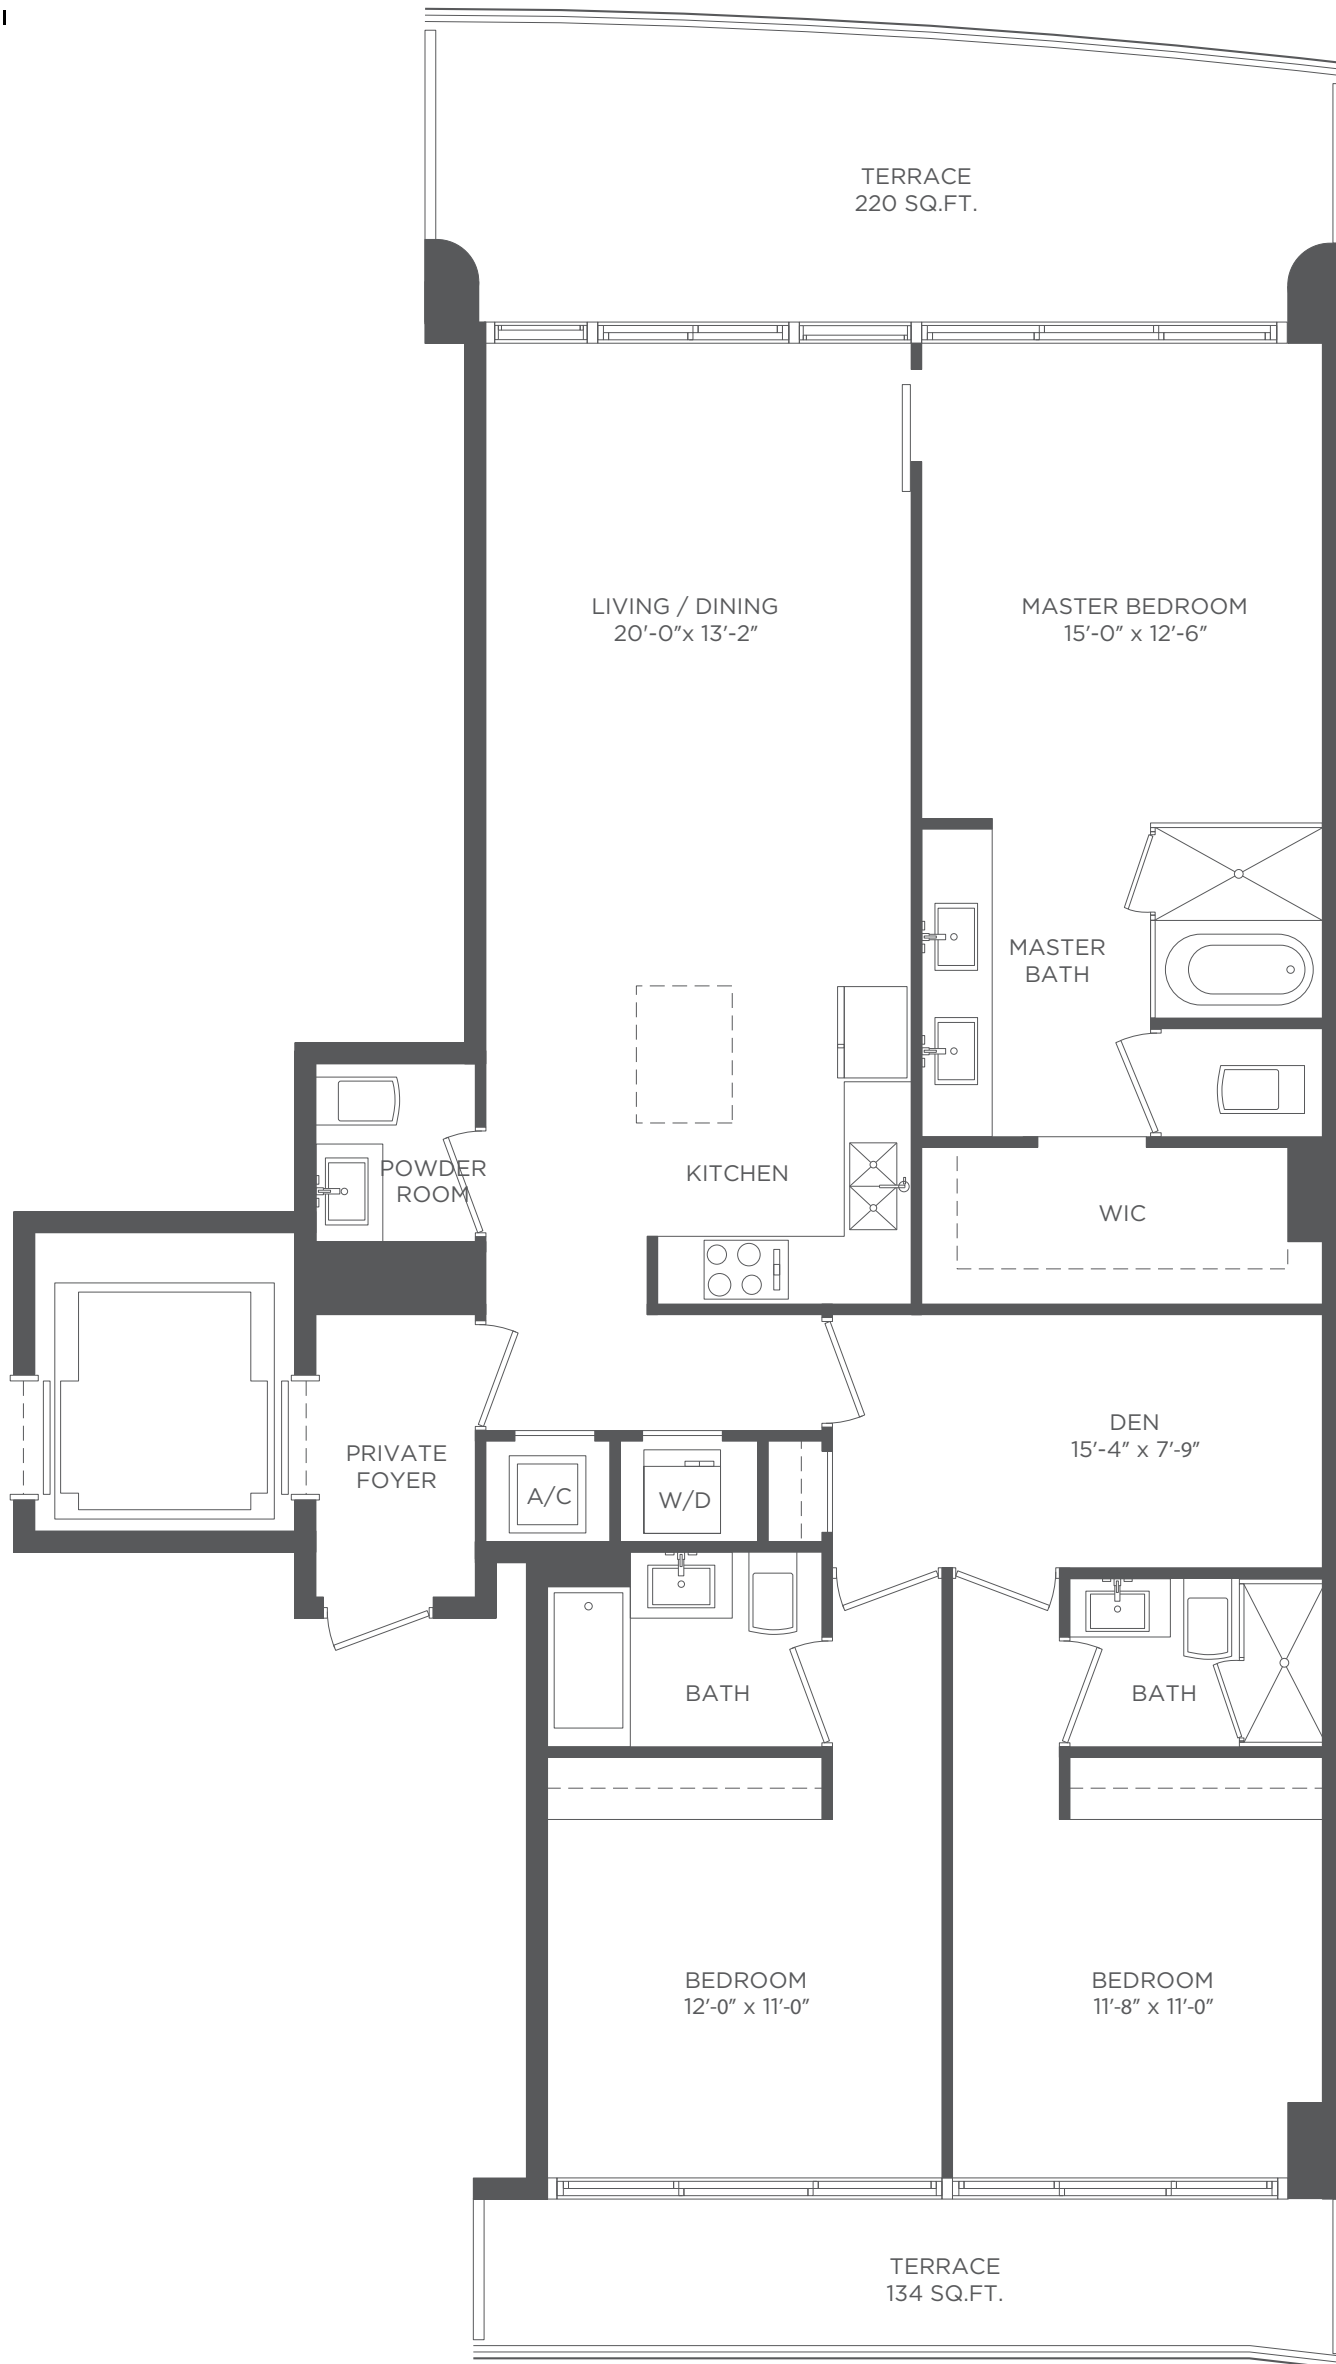 TERRACE
220 SQ.FT.
LIVING / DINING
20'-0"x 13'-2"
MASTER BEDROOM
15'-0" x 12'-6"
MASTER
BATH
POWDER
ROOM
KITCHEN
WIC
PRIVATE
FOYER
DEN
15'-4" x 7'-9"
A/C
W/D
BATH
BATH
BEDROOM
12'-0" x 11'-0"
BEDROOM
11'-8" x 11'-0"
TERRACE
134 SQ.FT.